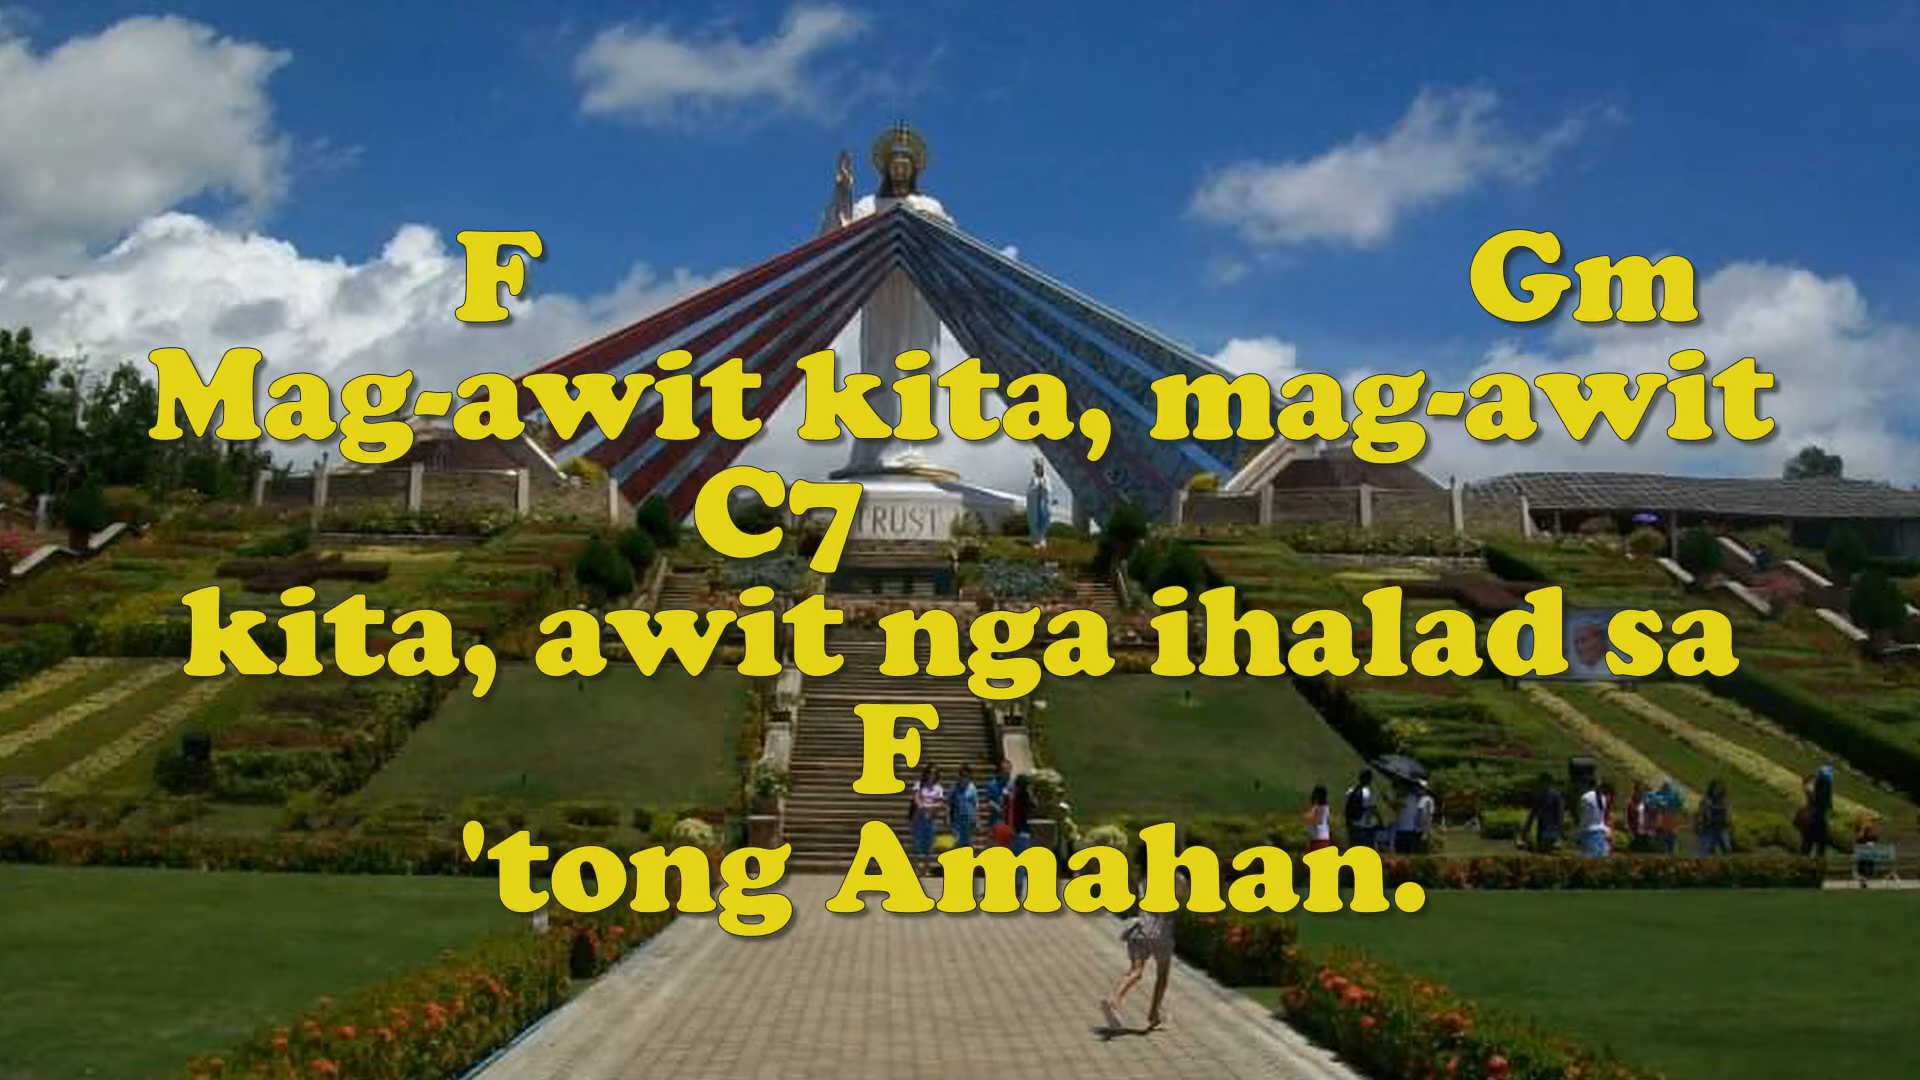 F Gm
Mag-awit kita, mag-awit
C7
TRUST
kita, awit nga ihalad sa
F
'tong Amahan.